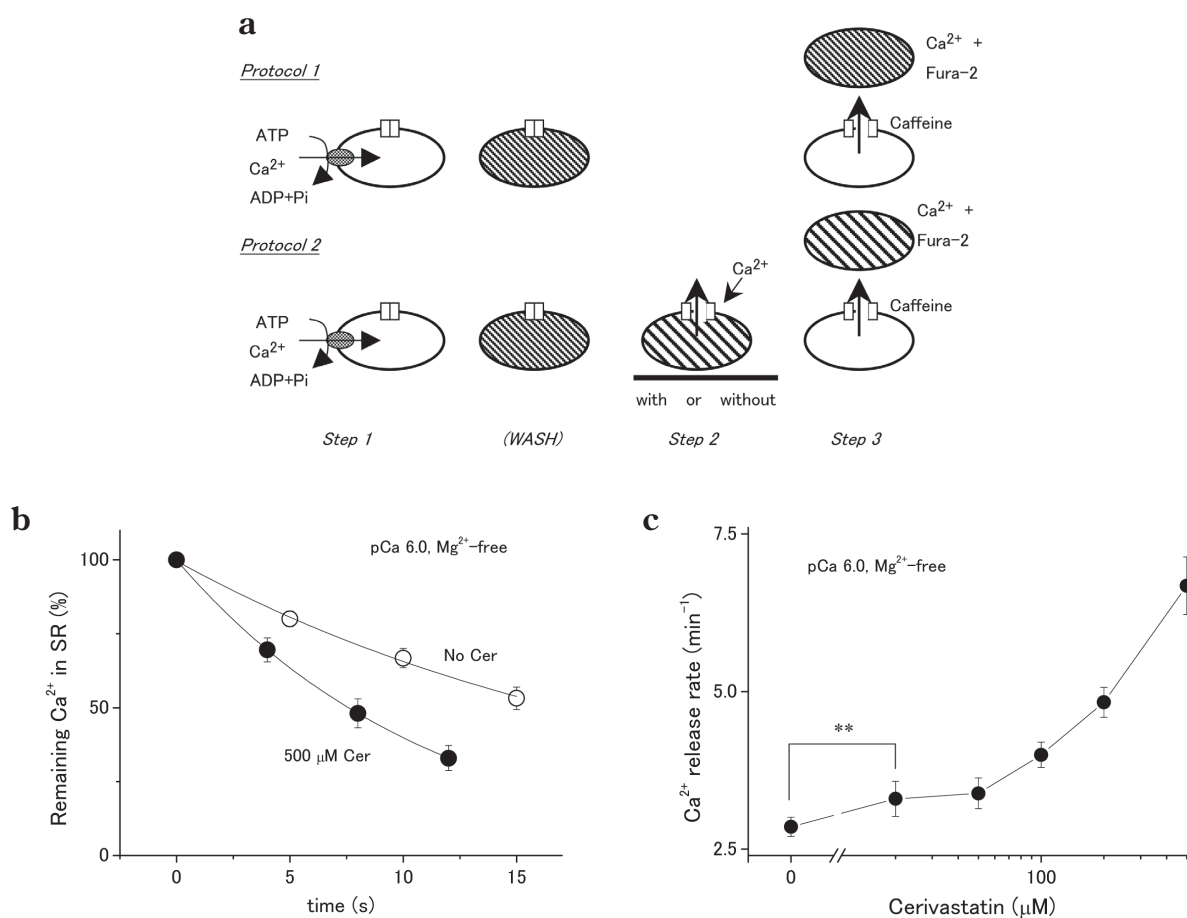 a
Protocol 1
ATP
Ca²⁺
ADP+Pi
Ca²⁺ +
Fura-2
Caffeine
Protocol 2
ATP
Ca²⁺
ADP+Pi
Ca²⁺
with or without
Ca²⁺ +
Fura-2
Caffeine
Step 1
(WASH)
Step 2
Step 3
b
Remaining Ca²⁺ in SR (%)
100
50
0
pCa 6.0, Mg²⁺-free
No Cer
500 μM Cer
0 5 10 15
time (s)
c
Ca²⁺ release rate (min⁻¹)
7.5
5.0
2.5
pCa 6.0, Mg²⁺-free
**
0 100
Cerivastatin (μM)